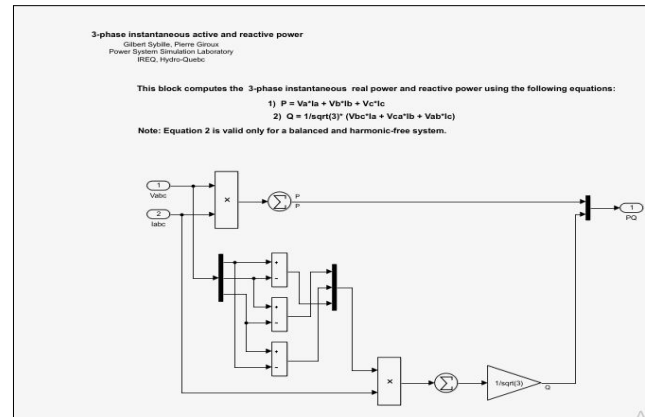 3-phase instantaneous active and reactive power
Gilbert Sybille, Pierre Giroux
Power System Simulation Laboratory
IREQ, Hydro-Quebc
This block computes the 3-phase instantaneous real power and reactive power using the following equations:
1) P = Va*Ia + Vb*Ib + Vc*Ic
2) Q = 1/sqrt(3)* (Vbc*Ia + Vca*Ib + Vab*Ic)
Note: Equation 2 is valid only for a balanced and harmonic-free system.
1
Vabc
2
Iabc
×
P
P
1
PQ
+
−
+
−
+
−
×
1/sqrt(3)
Q